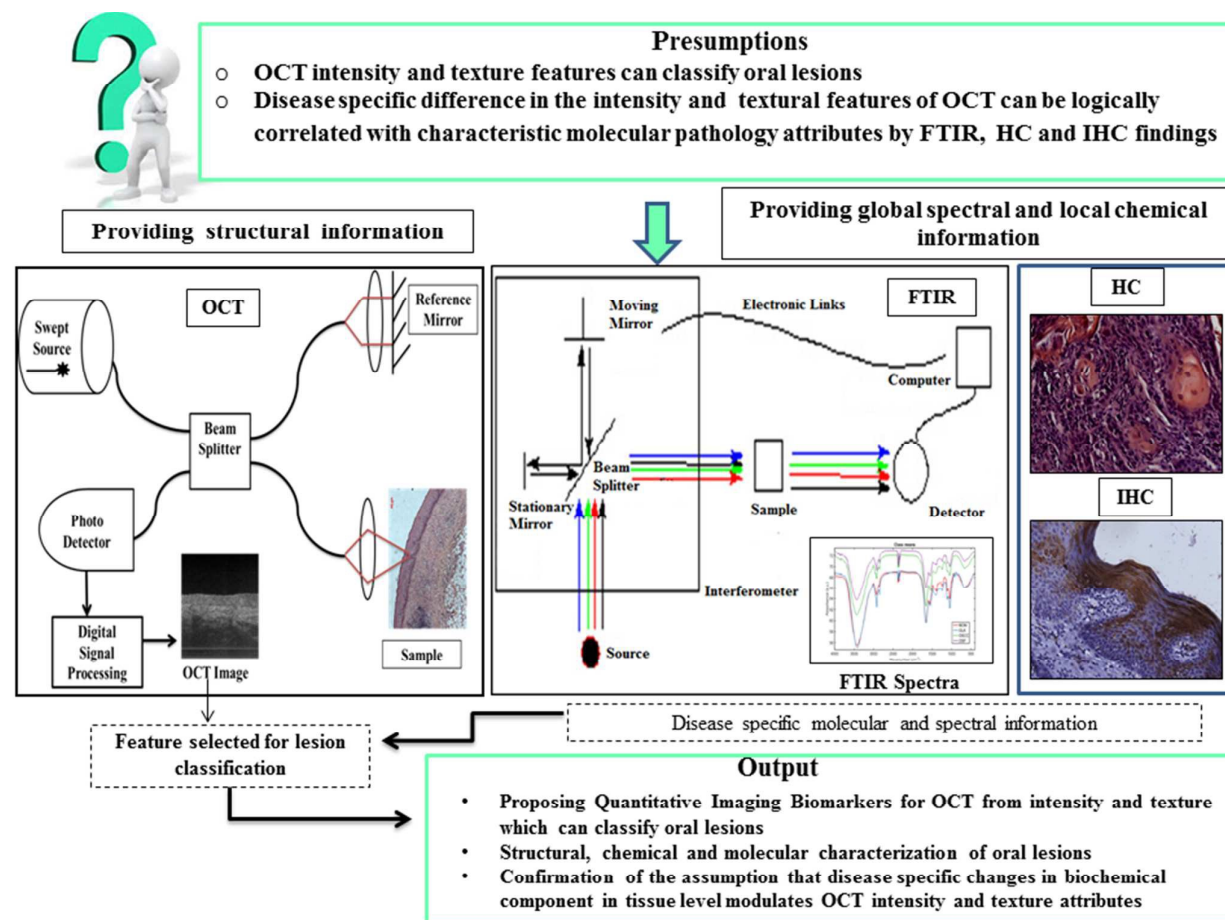 Presumptions
○ OCT intensity and texture features can classify oral lesions
○ Disease specific difference in the intensity and textural features of OCT can be logically
correlated with characteristic molecular pathology attributes by FTIR, HC and IHC findings
Providing structural information
Providing global spectral and local chemical
information
OCT
Swept
Source
Reference
Mirror
Beam
Splitter
Photo
Detector
Digital
Signal
Processing
OCT Image
Sample
FTIR
Moving
Mirror
Electronic Links
Computer
Beam
Splitter
Stationary
Mirror
Sample
Detector
Interferometer
Source
FTIR Spectra
HC
IHC
Disease specific molecular and spectral information
Feature selected for lesion
classification
Output
• Proposing Quantitative Imaging Biomarkers for OCT from intensity and texture
which can classify oral lesions
• Structural, chemical and molecular characterization of oral lesions
• Confirmation of the assumption that disease specific changes in biochemical
component in tissue level modulates OCT intensity and texture attributes